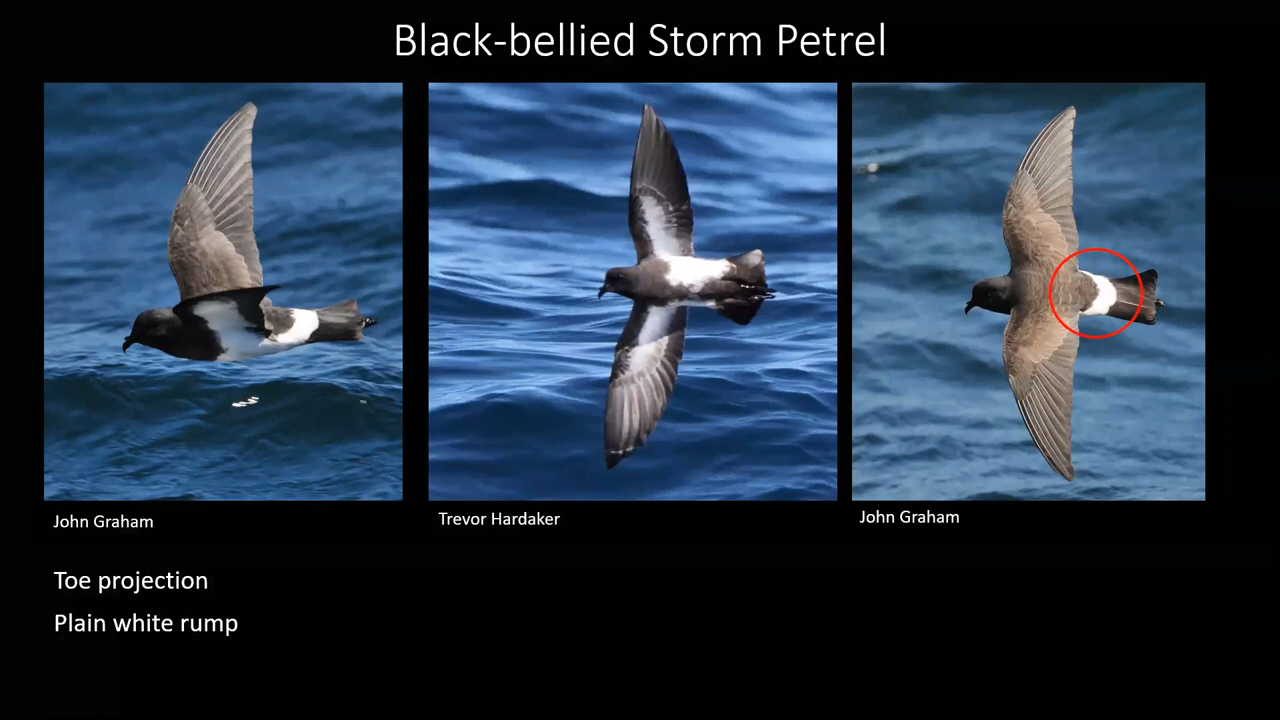 Black-bellied Storm Petrel
John Graham
Trevor Hardaker
John Graham
Toe projection
Plain white rump